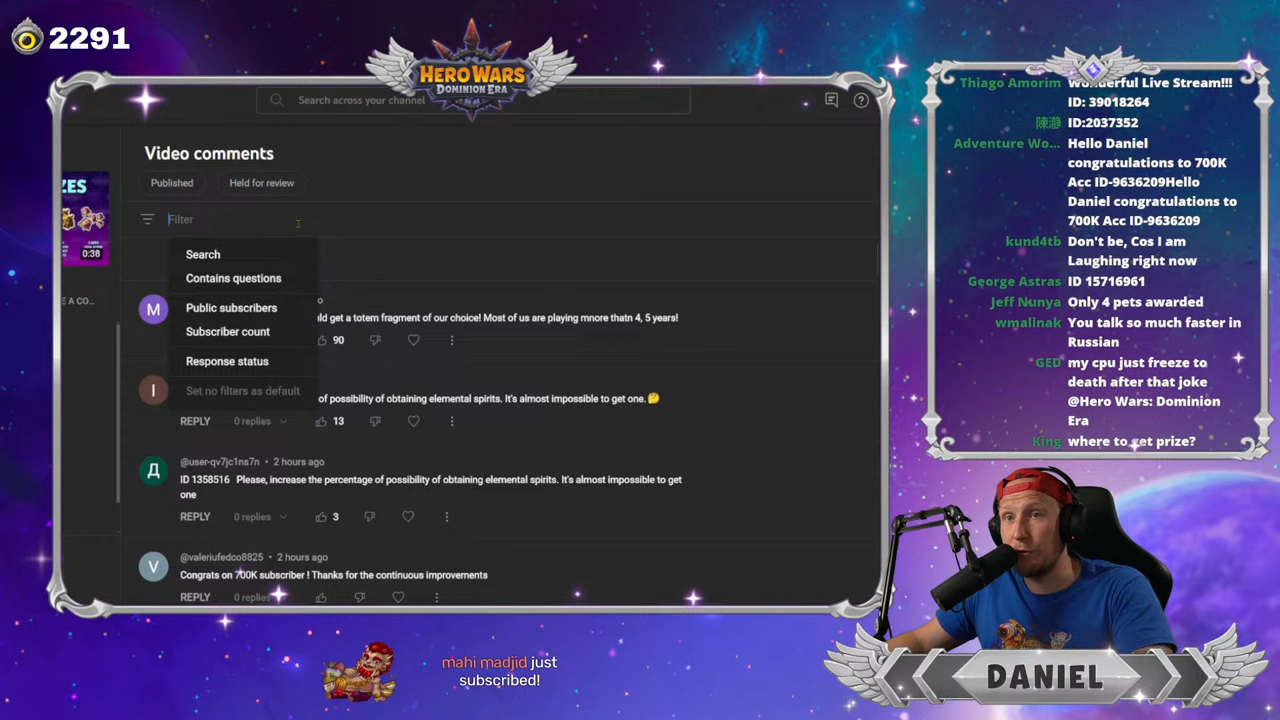 2291
HERO WARS
DOMINION ERA
Search across your channel
Video comments
Published
Held for review
Filter
Search
Contains questions
Public subscribers
Subscriber count
Response status
Set no filters as default
ZES
0:38
E A CO...
M
ld get a totem fragment of our choice! Most of us are playing mnore thatn 4, 5 years!
90
I
of possibility of obtaining elemental spirits. It's almost impossible to get one.🤔
REPLY 0 replies 13
Д
@user-qv7jc1ns7n • 2 hours ago
ID 1358516 Please, increase the percentage of possibility of obtaining elemental spirits. It's almost impossible to get
one
REPLY 0 replies 3
V
@valeriufedco8825 • 2 hours ago
Congrats on 700K subscriber ! Thanks for the continuous improvements
REPLY 0 replies
Thiago Amorim Wonderful Live Stream!!!
ID: 39018264
陳瀞 ID:2037352
Adventure Wo... Hello Daniel
congratulations to 700K
Acc ID-9636209Hello
Daniel congratulations to
700K Acc ID-9636209
kund4tb Don't be, Cos I am
Laughing right now
George Astras ID 15716961
Jeff Nunya Only 4 pets awarded
wmalinak You talk so much faster in
Russian
GED my cpu just freeze to
death after that joke
@Hero Wars: Dominion
Era
King where to get prize?
mahi madjid just
subscribed!
DANIEL